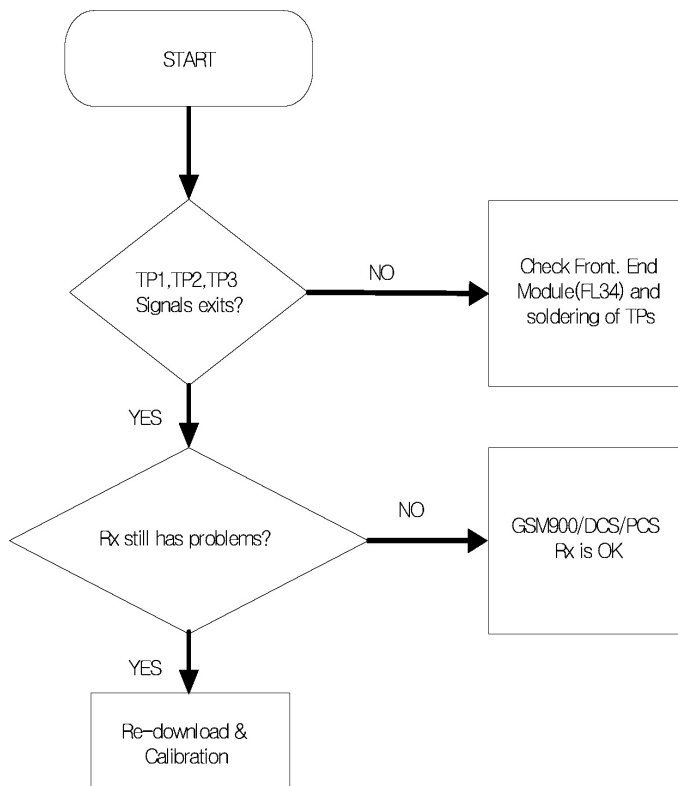 START
TP1,TP2,TP3
Signals exits?
NO
Check Front. End
Module(FL34) and
soldering of TPs
YES
Rx still has problems?
NO
GSM900/DCS/PCS
Rx is OK
YES
Re-download &
Calibration